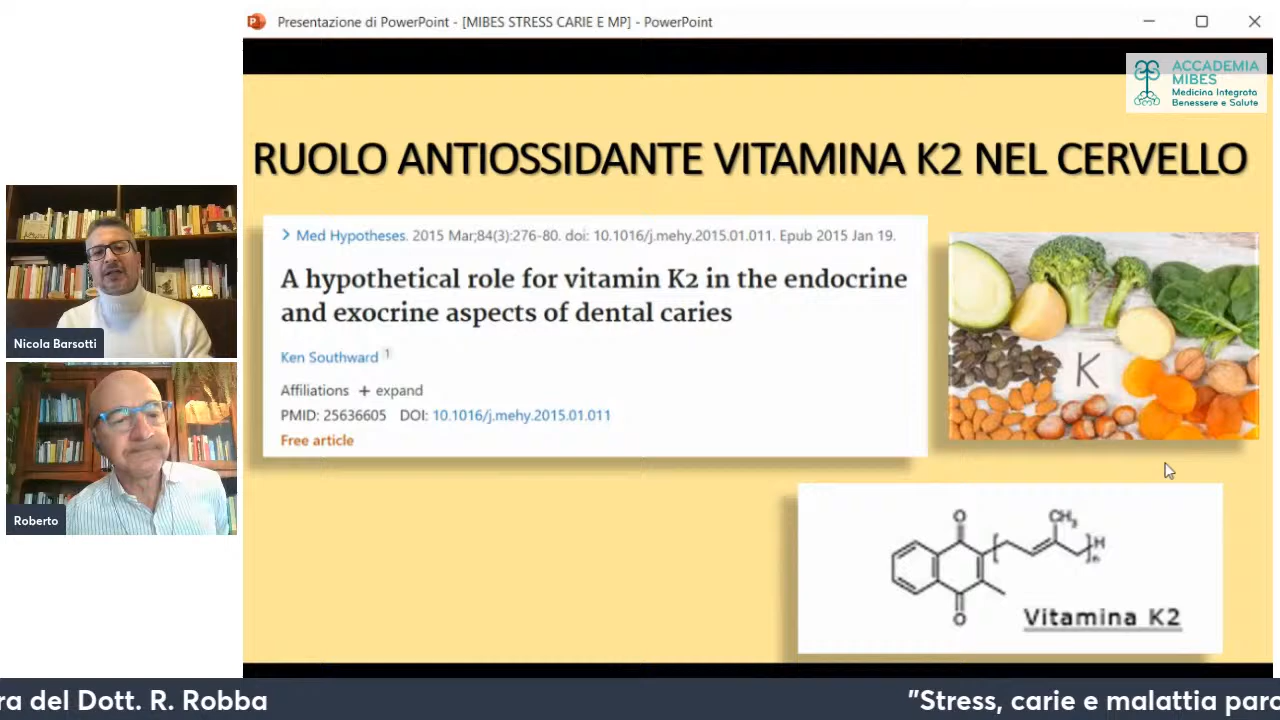 Presentazione di PowerPoint - [MIBES STRESS CARIE E MP] - PowerPoint
ACCADEMIA
MIBES
Medicina Integrata
Benessere e Salute
RUOLO ANTIOSSIDANTE VITAMINA K2 NEL CERVELLO
Med Hypotheses. 2015 Mar;84(3):276-80. doi: 10.1016/j.mehy.2015.01.011. Epub 2015 Jan 19.
A hypothetical role for vitamin K2 in the endocrine
and exocrine aspects of dental caries
Ken Southward 1
Affiliations + expand
PMID: 25636605 DOI: 10.1016/j.mehy.2015.01.011
Free article
K
Nicola Barsotti
Roberto
O
CH3
H
n
O
Vitamina K2
ra del Dott. R. Robba
"Stress, carie e malattia paro